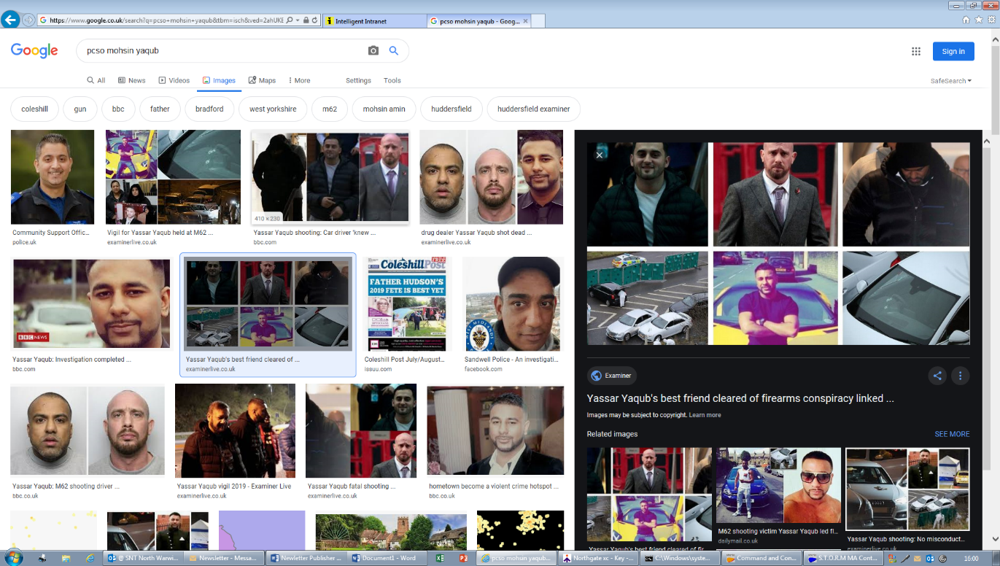 https://www.google.co.uk/search?q=pcso+mohsin+yaqub&tbm=isch&ved=2ahUKE
Intelligent Intranet
pcso mohsin yaqub - Goog...
Google
pcso mohsin yaqub
Sign in
All
News
Videos
Images
Maps
More
Settings
Tools
SafeSearch
coleshill
gun
bbc
father
bradford
west yorkshire
m62
mohsin amin
huddersfield
huddersfield examiner
410 × 230
Community Support Offic...
police.uk
Vigil for Yassar Yaqub held at M62 ...
examinerlive.co.uk
Yassar Yaqub shooting: Car driver 'knew ...
bbc.com
drug dealer Yassar Yaqub shot dead ...
examinerlive.co.uk
BBC NEWS
Coleshill Post
FATHER HUDSON'S
2019 FETE IS BEST YET
WEST MIDLANDS
Yassar Yaqub: Investigation completed ...
bbc.com
Yassar Yaqub's best friend cleared of ...
examinerlive.co.uk
Coleshill Post July/August...
issuu.com
Sandwell Police - An investigati...
facebook.com
Yassar Yaqub: M62 shooting driver ...
bbc.co.uk
Yassar Yaqub vigil 2019 - Examiner Live
examinerlive.co.uk
Yassar Yaqub fatal shooting ...
examinerlive.co.uk
hometown become a violent crime hotspot ...
bbc.co.uk
Examiner
Yassar Yaqub's best friend cleared of firearms conspiracy linked ...
Images may be subject to copyright. Learn more
Related images
SEE MORE
Yassar Yaqub's best friend cleared of fir
M62 shooting victim Yassar Yaqub led fi...
dailymail.co.uk
Yassar Yaqub shooting: No misconduct...
examinerlive.co.uk
@ SNT North Warwi...
Newsletter - Messa...
Newletter Publisher ...
Document1 - Word
pcso mohsin yaqub...
Northgate xc - Key -...
C:\Windows\system...
Command and Con...
S.T.O.R.M MA Cont...
16:00